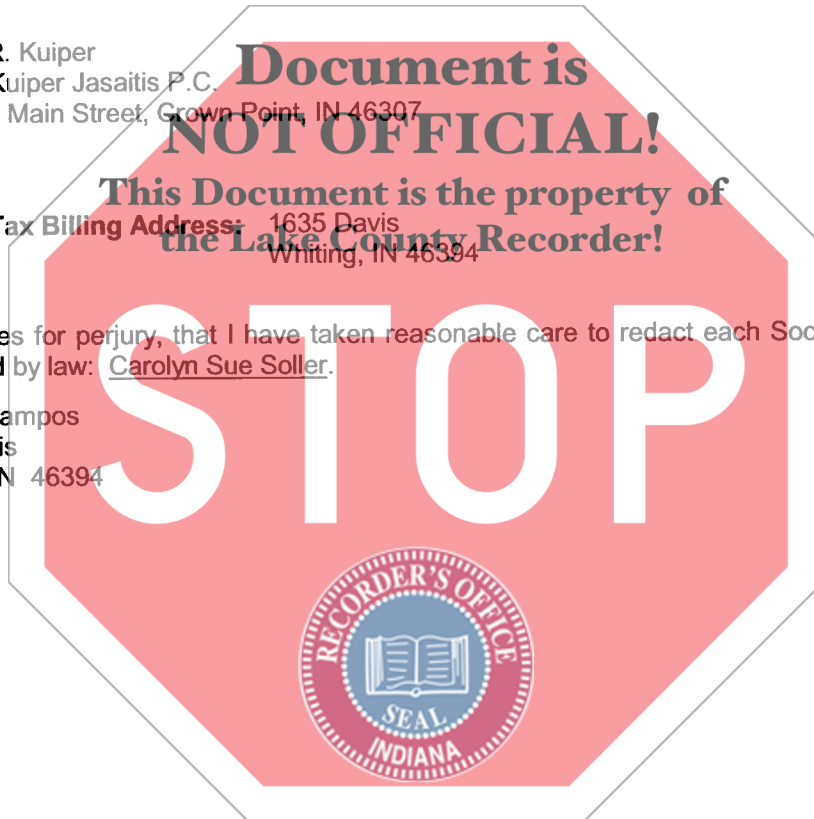 R. Kuiper
Kuiper Jasaitis P.C.
Main Street, Crown Point, IN 46307
Document is
NOT OFFICIAL!
This Document is the property of
the Lake County Recorder!
Tax Billing Address: 1635 Davis
Whiting, IN 46394
es for perjury, that I have taken reasonable care to redact each Soc
d by law: Carolyn Sue Soller.
ampos
is
N 46394
STOP
RECORDER'S OFFICE
SEAL
INDIANA